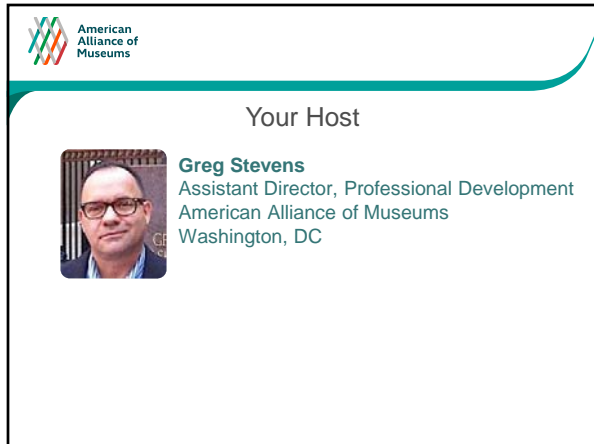 American
Alliance of
Museums
Your Host
Greg Stevens
Assistant Director, Professional Development
American Alliance of Museums
Washington, DC